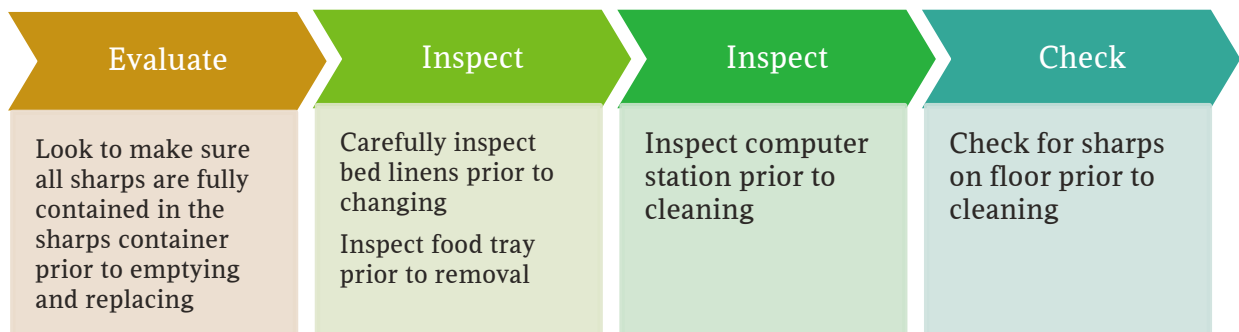 Evaluate
Look to make sure
all sharps are fully
contained in the
sharps container
prior to emptying
and replacing
Inspect
Carefully inspect
bed linens prior to
changing
Inspect food tray
prior to removal
Inspect
Inspect computer
station prior to
cleaning
Check
Check for sharps
on floor prior to
cleaning